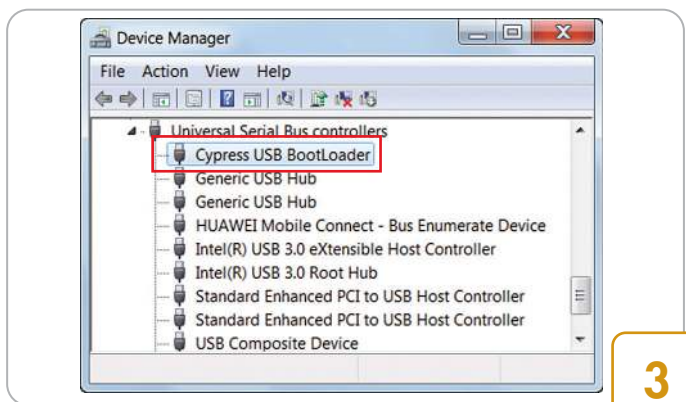 Device Manager
File Action View Help
Universal Serial Bus controllers
Cypress USB BootLoader
Generic USB Hub
Generic USB Hub
HUAWEI Mobile Connect - Bus Enumerate Device
Intel(R) USB 3.0 eXtensible Host Controller
Intel(R) USB 3.0 Root Hub
Standard Enhanced PCI to USB Host Controller
Standard Enhanced PCI to USB Host Controller
USB Composite Device
3